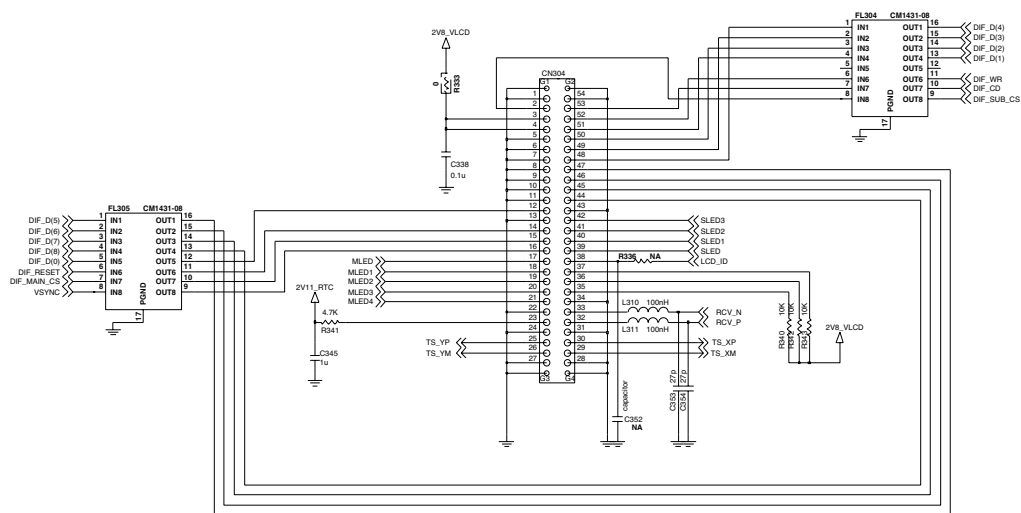 FL304 CM1431-08
1 IN1 OUT1 16 DIF_D(4)
2 IN2 OUT2 15 DIF_D(3)
3 IN3 OUT3 14 DIF_D(2)
4 IN4 OUT4 13 DIF_D(1)
5 IN5 OUT5 12
6 IN6 OUT6 11 DIF_WR
7 IN7 OUT7 10 DIF_CD
8 IN8 OUT8 9 DIF_SUB_CS
PGND
17
2V8_VLCD
0
R333
C338
0.1u
CN304
G1 G2
1 54
2 53
3 52
4 51
5 50
6 49
7 48
8 47
9 46
10 45
11 44
12 43
13 42 SLED3
14 41 SLED2
15 40 SLED1
16 39 SLED
MLED 17 38 R336 NA LCD_ID
MLED1 18 37
MLED2 19 36
MLED3 20 35
MLED4 21 34
22 33 L310 100nH RCV_N
23 32 L311 100nH RCV_P
24 31
TS_YP 25 30 TS_XP
TS_YM 26 29 TS_XM
27 28
G3 G4
FL305 CM1431-08
DIF_D(5) 1 IN1 OUT1 16
DIF_D(6) 2 IN2 OUT2 15
DIF_D(7) 3 IN3 OUT3 14
DIF_D(8) 4 IN4 OUT4 13
DIF_D(0) 5 IN5 OUT5 12
DIF_RESET 6 IN6 OUT6 11
DIF_MAIN_CS 7 IN7 OUT7 10
VSYNC 8 IN8 OUT8 9
PGND
17
2V11_RTC
4.7K
R341
C345
1u
capacitor
C352
NA
C353 27p
C354 27p
R340 10K
R342 10K
R343 10K
2V8_VLCD